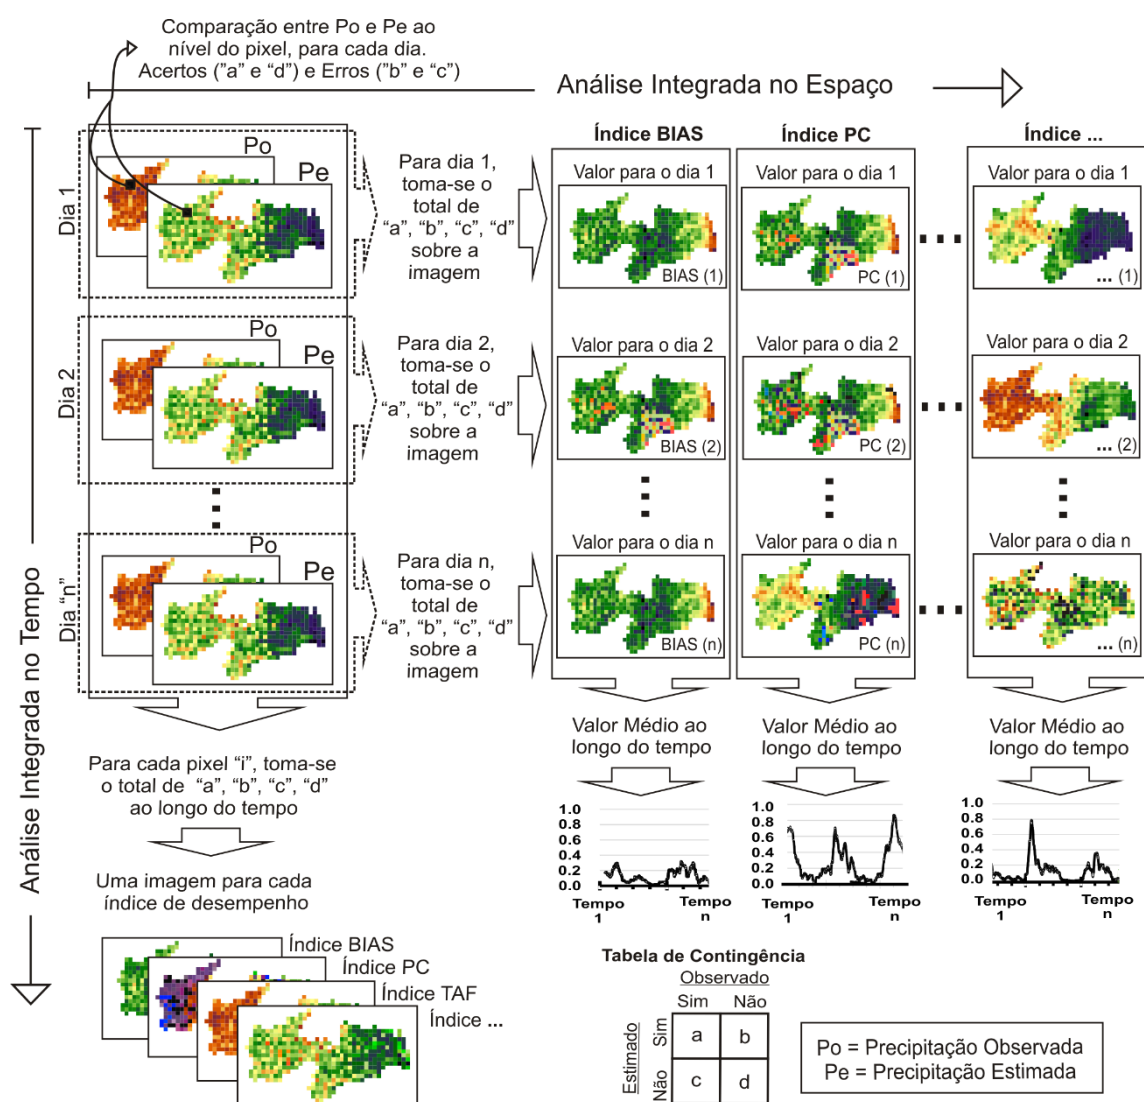 Comparação entre Po e Pe ao
nível do pixel, para cada dia.
Acertos ("a" e "d") e Erros ("b" e "c")
Análise Integrada no Espaço
Análise Integrada no Tempo
Dia 1
Po
Pe
Para dia 1,
toma-se o
total de
"a", "b", "c", "d"
sobre a
imagem
Dia 2
Po
Pe
Para dia 2,
toma-se o
total de
"a", "b", "c", "d"
sobre a
imagem
Dia "n"
Po
Pe
Para dia n,
toma-se o
total de
"a", "b", "c", "d"
sobre a
imagem
Índice BIAS
Valor para o dia 1
BIAS (1)
Valor para o dia 2
BIAS (2)
Valor para o dia n
BIAS (n)
Índice PC
Valor para o dia 1
PC (1)
Valor para o dia 2
PC (2)
Valor para o dia n
PC (n)
Índice ...
Valor para o dia 1
... (1)
Valor para o dia 2
... (2)
Valor para o dia n
... (n)
Valor Médio ao
longo do tempo
1.0
0.8
0.6
0.4
0.2
0.0
Tempo
1
Tempo
n
Valor Médio ao
longo do tempo
1.0
0.8
0.6
0.4
0.2
0.0
Tempo
1
Tempo
n
Valor Médio ao
longo do tempo
1.0
0.8
0.6
0.4
0.2
0.0
Tempo
1
Tempo
n
Para cada pixel "i", toma-se
o total de "a", "b", "c", "d"
ao longo do tempo
Uma imagem para cada
índice de desempenho
Índice BIAS
Índice PC
Índice TAF
Índice ...
Tabela de Contingência
Observado
Sim Não
Estimado
Sim
a b
Não
c d
Po = Precipitação Observada
Pe = Precipitação Estimada